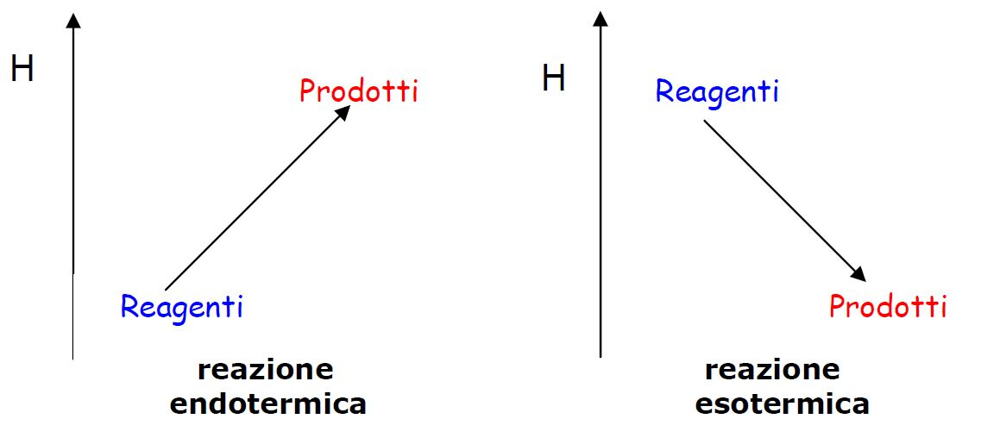 H
Prodotti
Reagenti
reazione
endotermica
H
Reagenti
Prodotti
reazione
esotermica